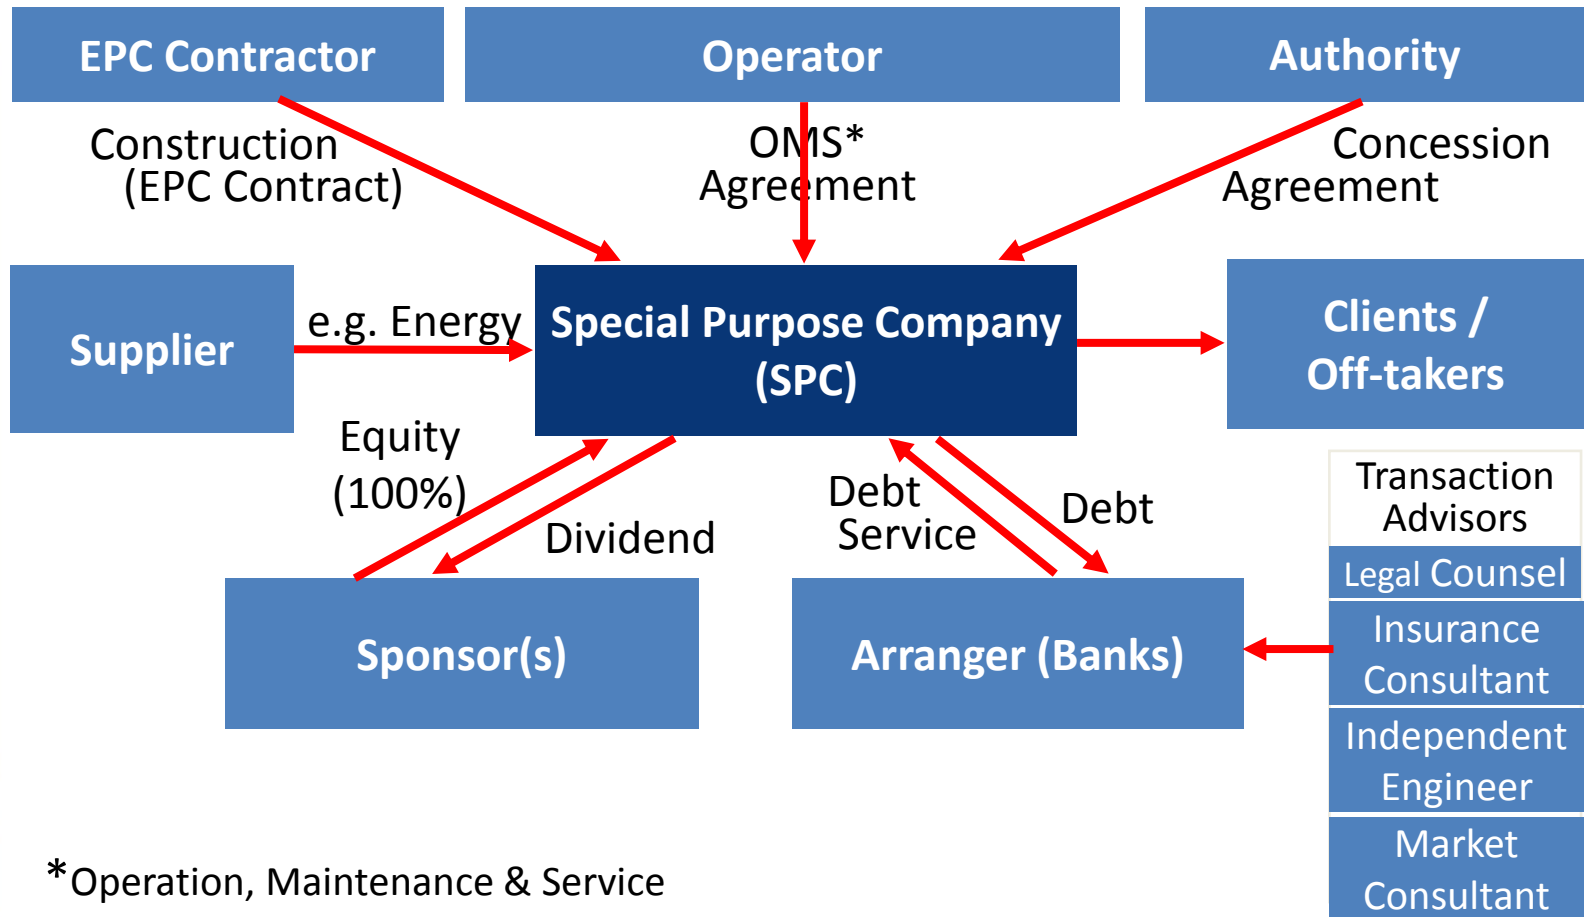 EPC Contractor
Operator
Authority
Construction
(EPC Contract)
OMS*
Agreement
Concession
Agreement
Supplier
e.g. Energy
Special Purpose Company
(SPC)
Clients /
Off-takers
Equity
(100%)
Dividend
Debt
Service
Debt
Transaction
Advisors
Legal Counsel
Insurance
Consultant
Independent
Engineer
Market
Consultant
Sponsor(s)
Arranger (Banks)
*Operation, Maintenance & Service